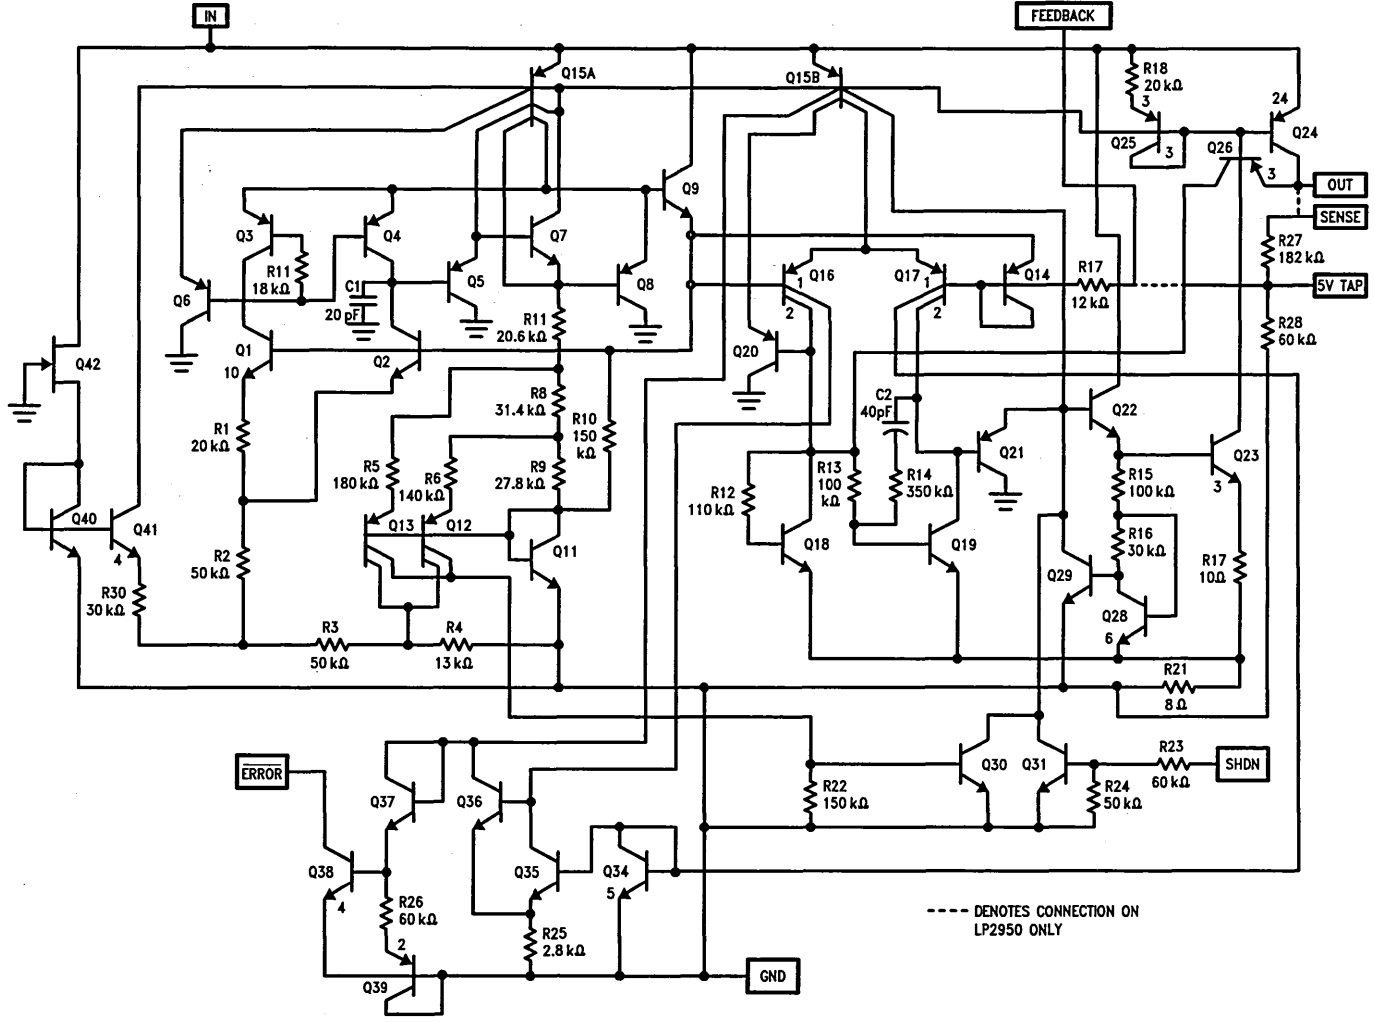 IN
FEEDBACK
Q15A
Q15B
R18
20 kΩ
3
Q25
3
24
Q24
Q26
3
OUT
SENSE
R27
182 kΩ
5V TAP
R28
60 kΩ
Q9
Q3
R11
18 kΩ
Q4
C1
20 pF
Q5
Q7
Q8
Q6
R11
20.6 kΩ
Q16
1
2
Q17
1
2
Q14
R17
12 kΩ
Q42
Q1
10
Q2
Q20
R8
31.4 kΩ
R10
150
kΩ
C2
40pF
Q22
R1
20 kΩ
R5
180 kΩ
R6
140 kΩ
R9
27.8 kΩ
R12
110 kΩ
R13
100
kΩ
R14
350 kΩ
Q21
R15
100 kΩ
Q23
3
Q40
Q41
4
R2
50 kΩ
Q13
Q12
Q11
Q18
Q19
R16
30 kΩ
Q29
Q28
6
R17
10Ω
R30
30 kΩ
R3
50 kΩ
R4
13 kΩ
R21
8 Ω
ERROR
Q37
Q36
R22
150 kΩ
Q30
Q31
R23
60 kΩ
R24
50 kΩ
SHDN
Q38
4
Q35
Q34
5
R26
60 kΩ
R25
2.8 kΩ
2
Q39
GND
---- DENOTES CONNECTION ON
LP2950 ONLY